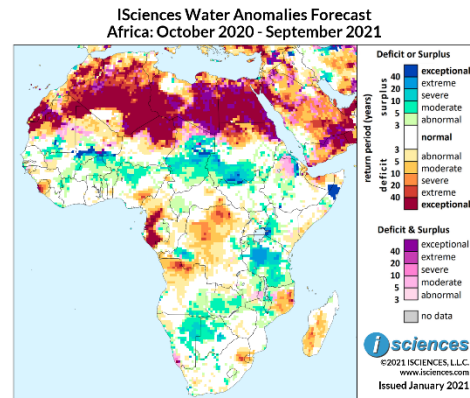 ISciences Water Anomalies Forecast
Africa: October 2020 - September 2021
Deficit or Surplus
return period (years)
surplus
40 exceptional
20 extreme
10 severe
5 moderate
3 abnormal
normal
deficit
3 abnormal
5 moderate
10 severe
20 extreme
40 exceptional
Deficit & Surplus
40 exceptional
20 extreme
10 severe
5 moderate
3 abnormal
no data
isciences
©2021 ISCIENCES, L.L.C.
www.isciences.com
Issued January 2021